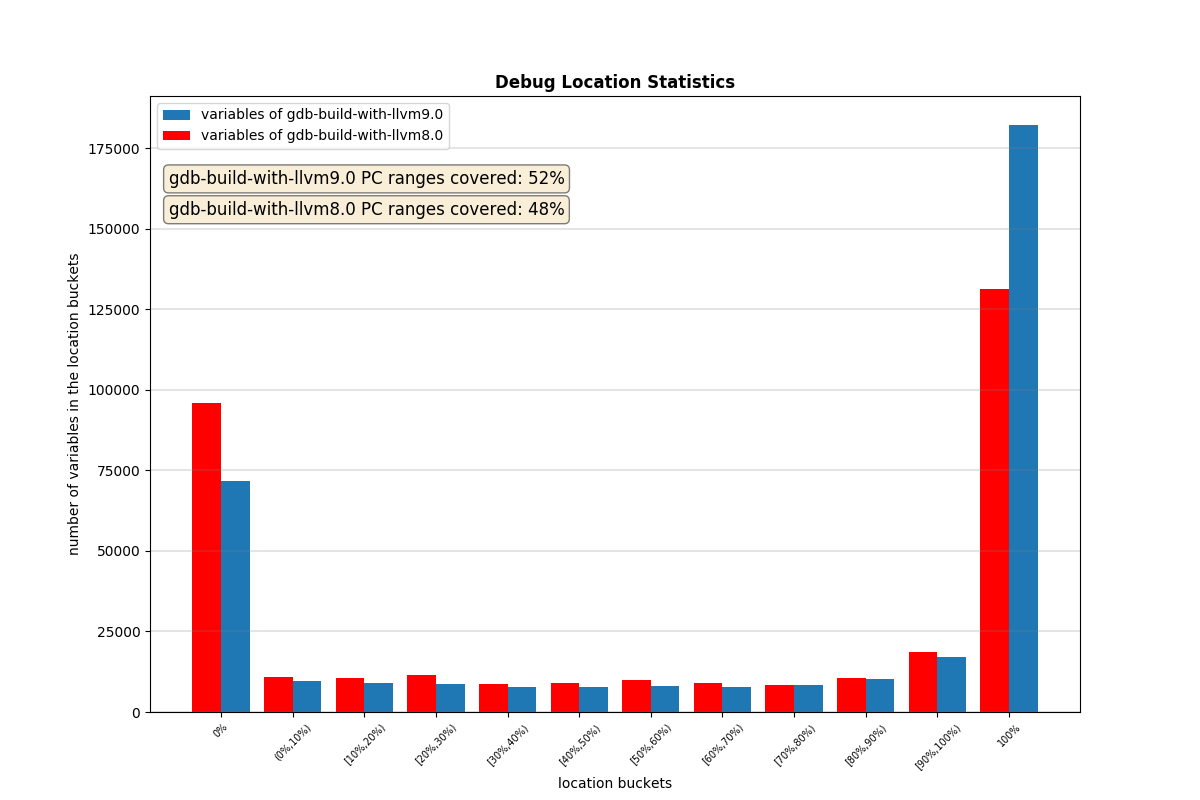 Debug Location Statistics
variables of gdb-build-with-llvm9.0
variables of gdb-build-with-llvm8.0
gdb-build-with-llvm9.0 PC ranges covered: 52%
gdb-build-with-llvm8.0 PC ranges covered: 48%
number of variables in the location buckets
175000
150000
125000
100000
75000
50000
25000
0
0%
(0%,10%)
[10%,20%)
[20%,30%)
[30%,40%)
[40%,50%)
[50%,60%)
[60%,70%)
[70%,80%)
[80%,90%)
[90%,100%)
100%
location buckets